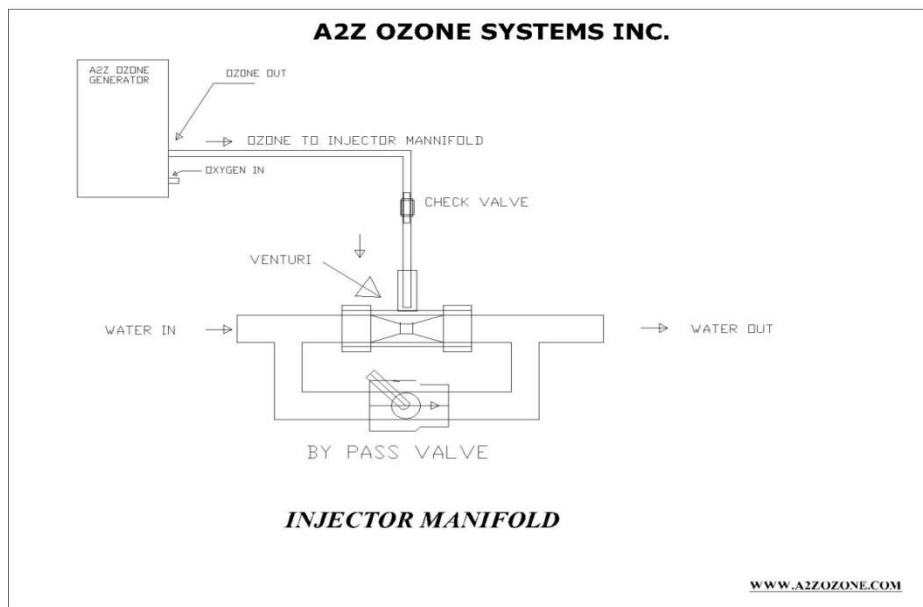 A2Z OZONE SYSTEMS INC.
A2Z OZONE
GENERATOR
OZONE OUT
OZONE TO INJECTOR MANNIFOLD
OXYGEN IN
CHECK VALVE
VENTURI
WATER IN
WATER OUT
BY PASS VALVE
INJECTOR MANIFOLD
WWW.A2ZOZONE.COM